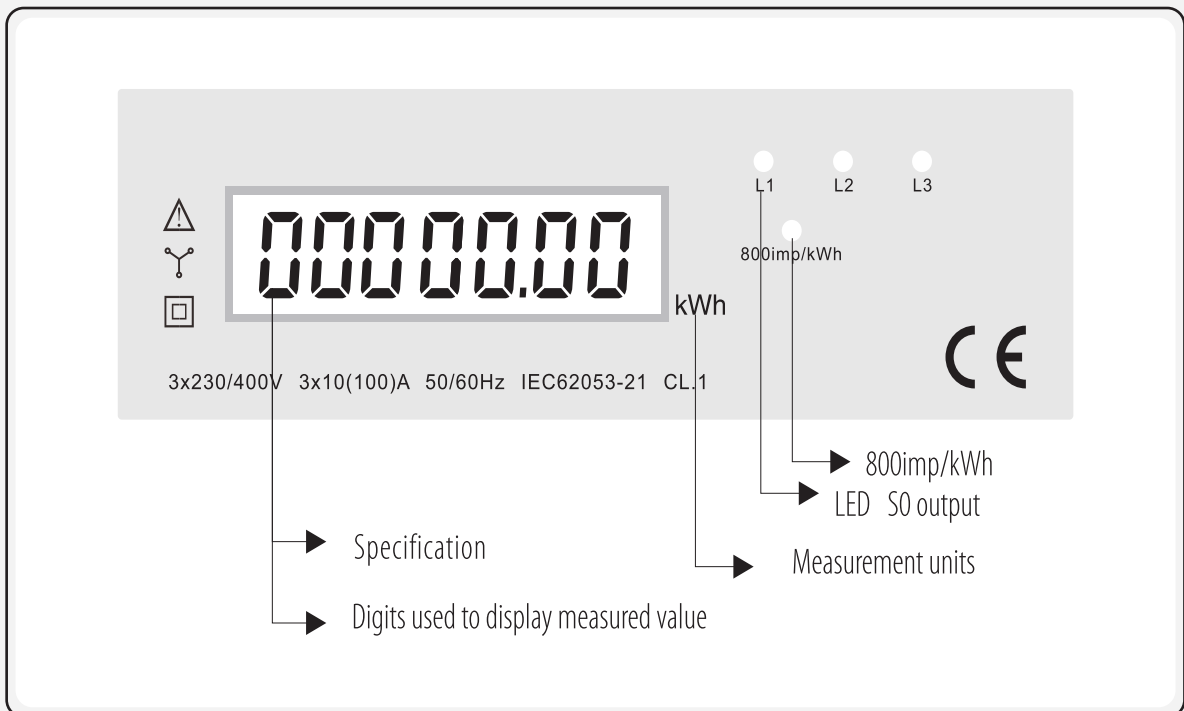 L1 L2 L3
800imp/kWh
00000.00
kWh
3x230/400V 3x10(100)A 50/60Hz IEC62053-21 CL.1
CE
800imp/kWh
LED S0 output
Specification
Measurement units
Digits used to display measured value